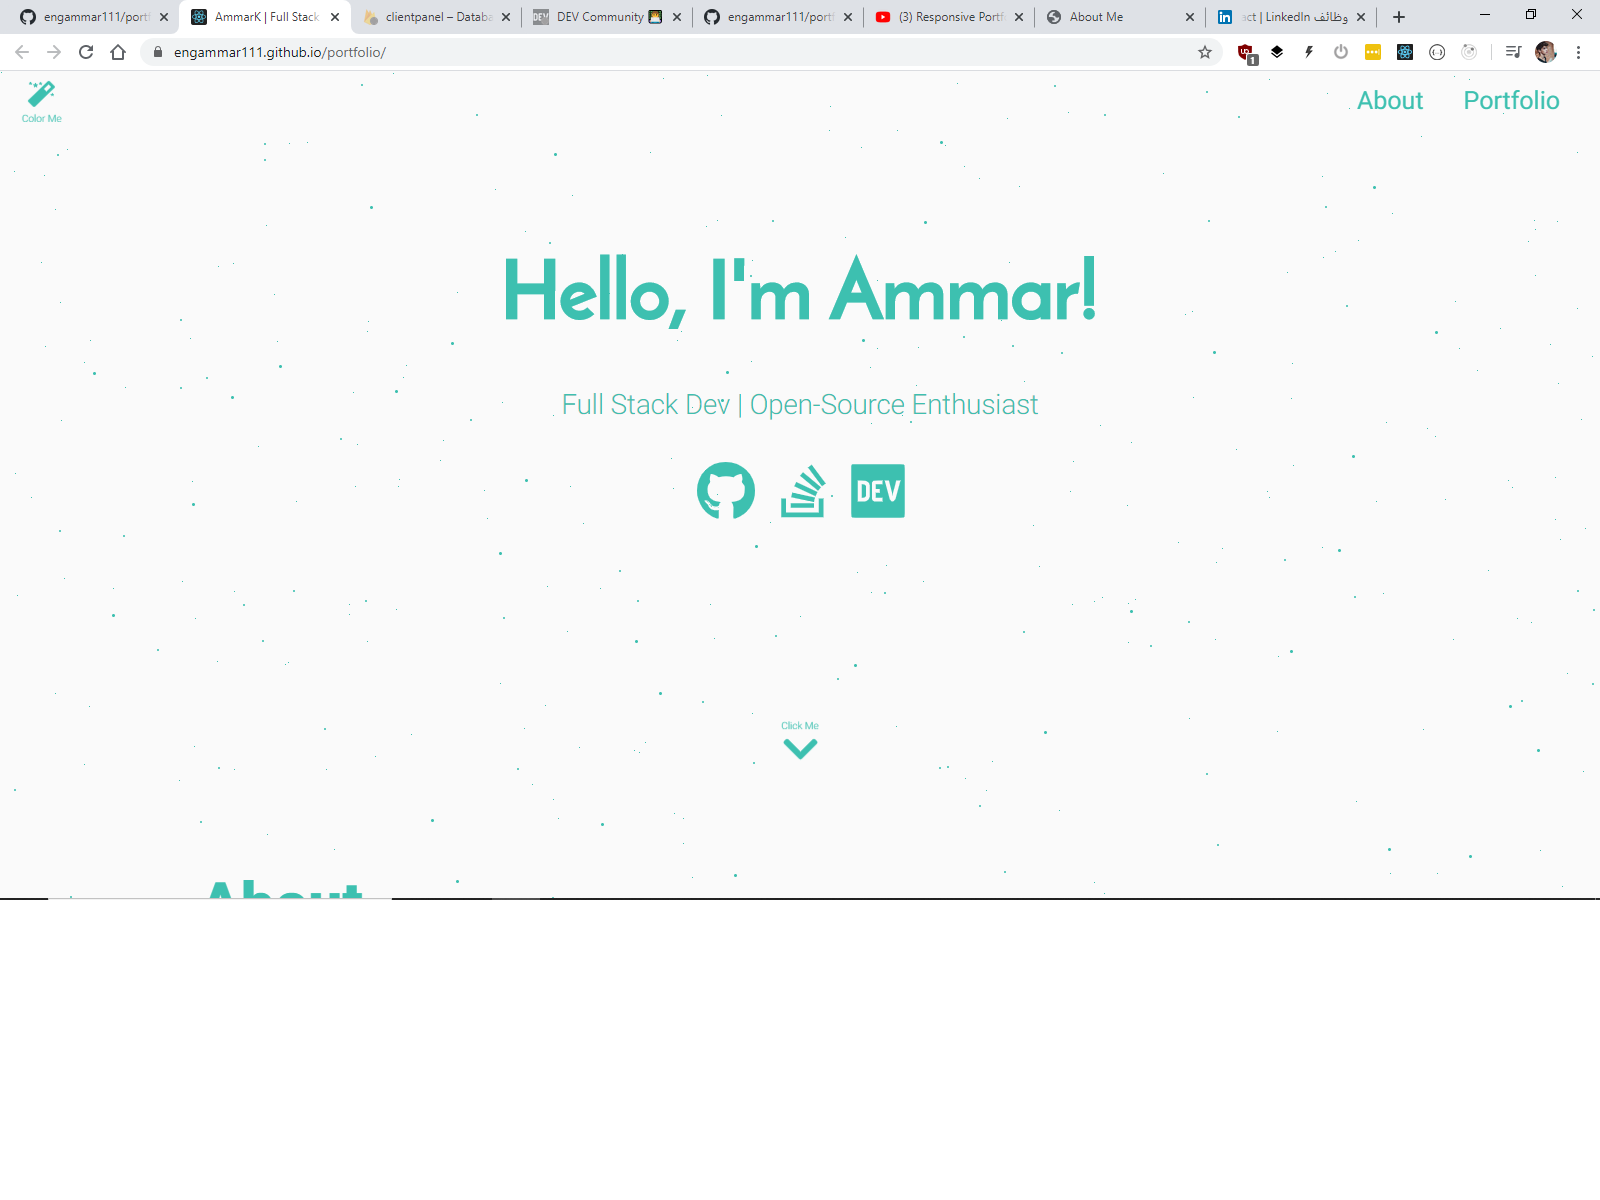 engammar111/portf
AmmarK | Full Stack
clientpanel – Databa
DEV Community
engammar111/portf
(3) Responsive Portf
About Me
act | LinkedIn وظائف
engammar111.github.io/portfolio/
1
Color Me
About
Portfolio
Hello, I'm Ammar!
Full Stack Dev | Open-Source Enthusiast
DEV
Click Me
About